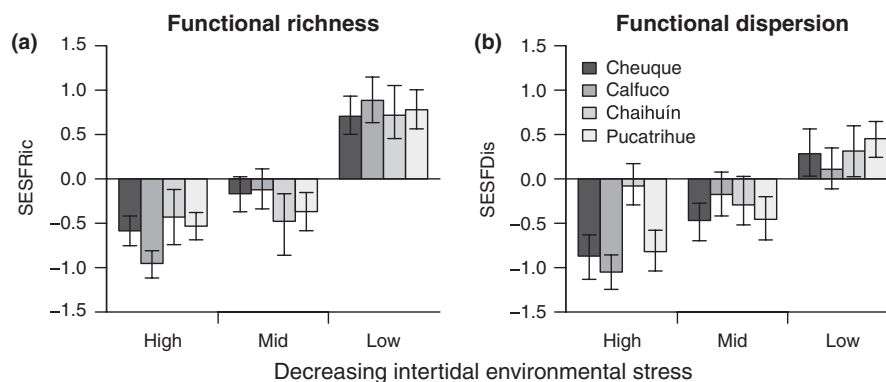 (a) Functional richness
SESFRic
1.5
1.0
0.5
0.0
−0.5
−1.0
−1.5
High Mid Low
(b) Functional dispersion
SESFDis
1.5
1.0
0.5
0.0
−0.5
−1.0
−1.5
Cheuque
Calfuco
Chaihuín
Pucatrihue
High Mid Low
Decreasing intertidal environmental stress